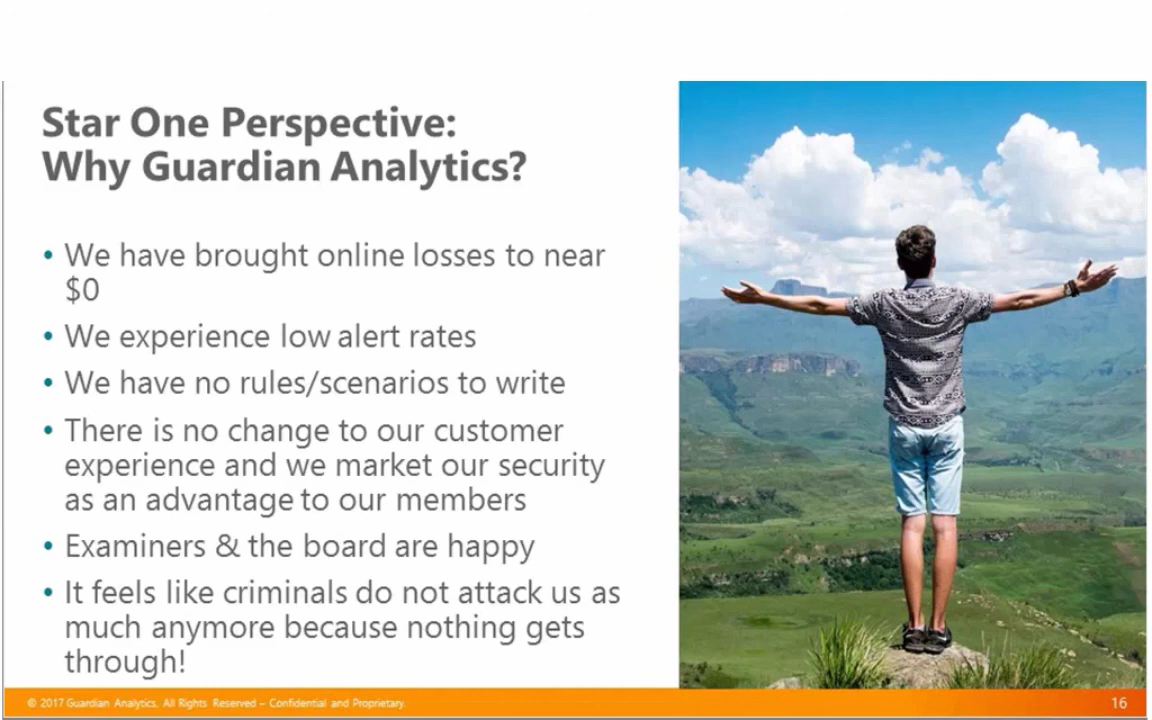 Star One Perspective:
Why Guardian Analytics?
• We have brought online losses to near
$0
• We experience low alert rates
• We have no rules/scenarios to write
• There is no change to our customer
experience and we market our security
as an advantage to our members
• Examiners & the board are happy
• It feels like criminals do not attack us as
much anymore because nothing gets
through!
© 2017 Guardian Analytics. All Rights Reserved – Confidential and Proprietary.
16